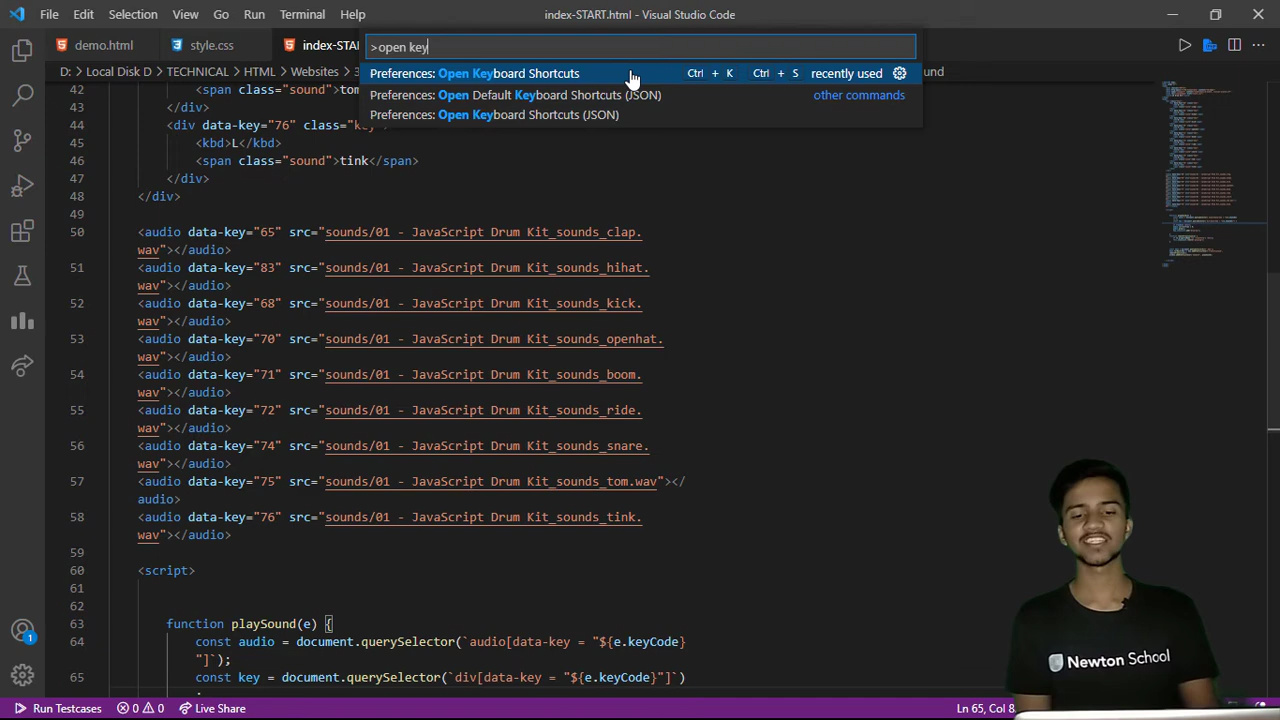 File Edit Selection View Go Run Terminal Help index-START.html - Visual Studio Code
demo.html style.css index-STA
>open key
Preferences: Open Keyboard Shortcuts Ctrl + K Ctrl + S recently used
Preferences: Open Default Keyboard Shortcuts (JSON) other commands
Preferences: Open Keyboard Shortcuts (JSON)
D: > Local Disk D > TECHNICAL > HTML > Websites > 3 ound
42 <span class="sound">tom
43 </div>
44 <div data-key="76" class="key
45 <kbd>L</kbd>
46 <span class="sound">tink</span>
47 </div>
48 </div>
49
50 <audio data-key="65" src="sounds/01 - JavaScript Drum Kit_sounds_clap.
wav"></audio>
51 <audio data-key="83" src="sounds/01 - JavaScript Drum Kit_sounds_hihat.
wav"></audio>
52 <audio data-key="68" src="sounds/01 - JavaScript Drum Kit_sounds_kick.
wav"></audio>
53 <audio data-key="70" src="sounds/01 - JavaScript Drum Kit_sounds_openhat.
wav"></audio>
54 <audio data-key="71" src="sounds/01 - JavaScript Drum Kit_sounds_boom.
wav"></audio>
55 <audio data-key="72" src="sounds/01 - JavaScript Drum Kit_sounds_ride.
wav"></audio>
56 <audio data-key="74" src="sounds/01 - JavaScript Drum Kit_sounds_snare.
wav"></audio>
57 <audio data-key="75" src="sounds/01 - JavaScript Drum Kit_sounds_tom.wav"></
audio>
58 <audio data-key="76" src="sounds/01 - JavaScript Drum Kit_sounds_tink.
wav"></audio>
59
60 <script>
61
62
63 function playSound(e) {
64 const audio = document.querySelector(`audio[data-key = "${e.keyCode}
"]`);
65 const key = document.querySelector(`div[data-key = "${e.keyCode}"]`)
;
Newton School
1
Run Testcases 0 0 Live Share Ln 65, Col 8